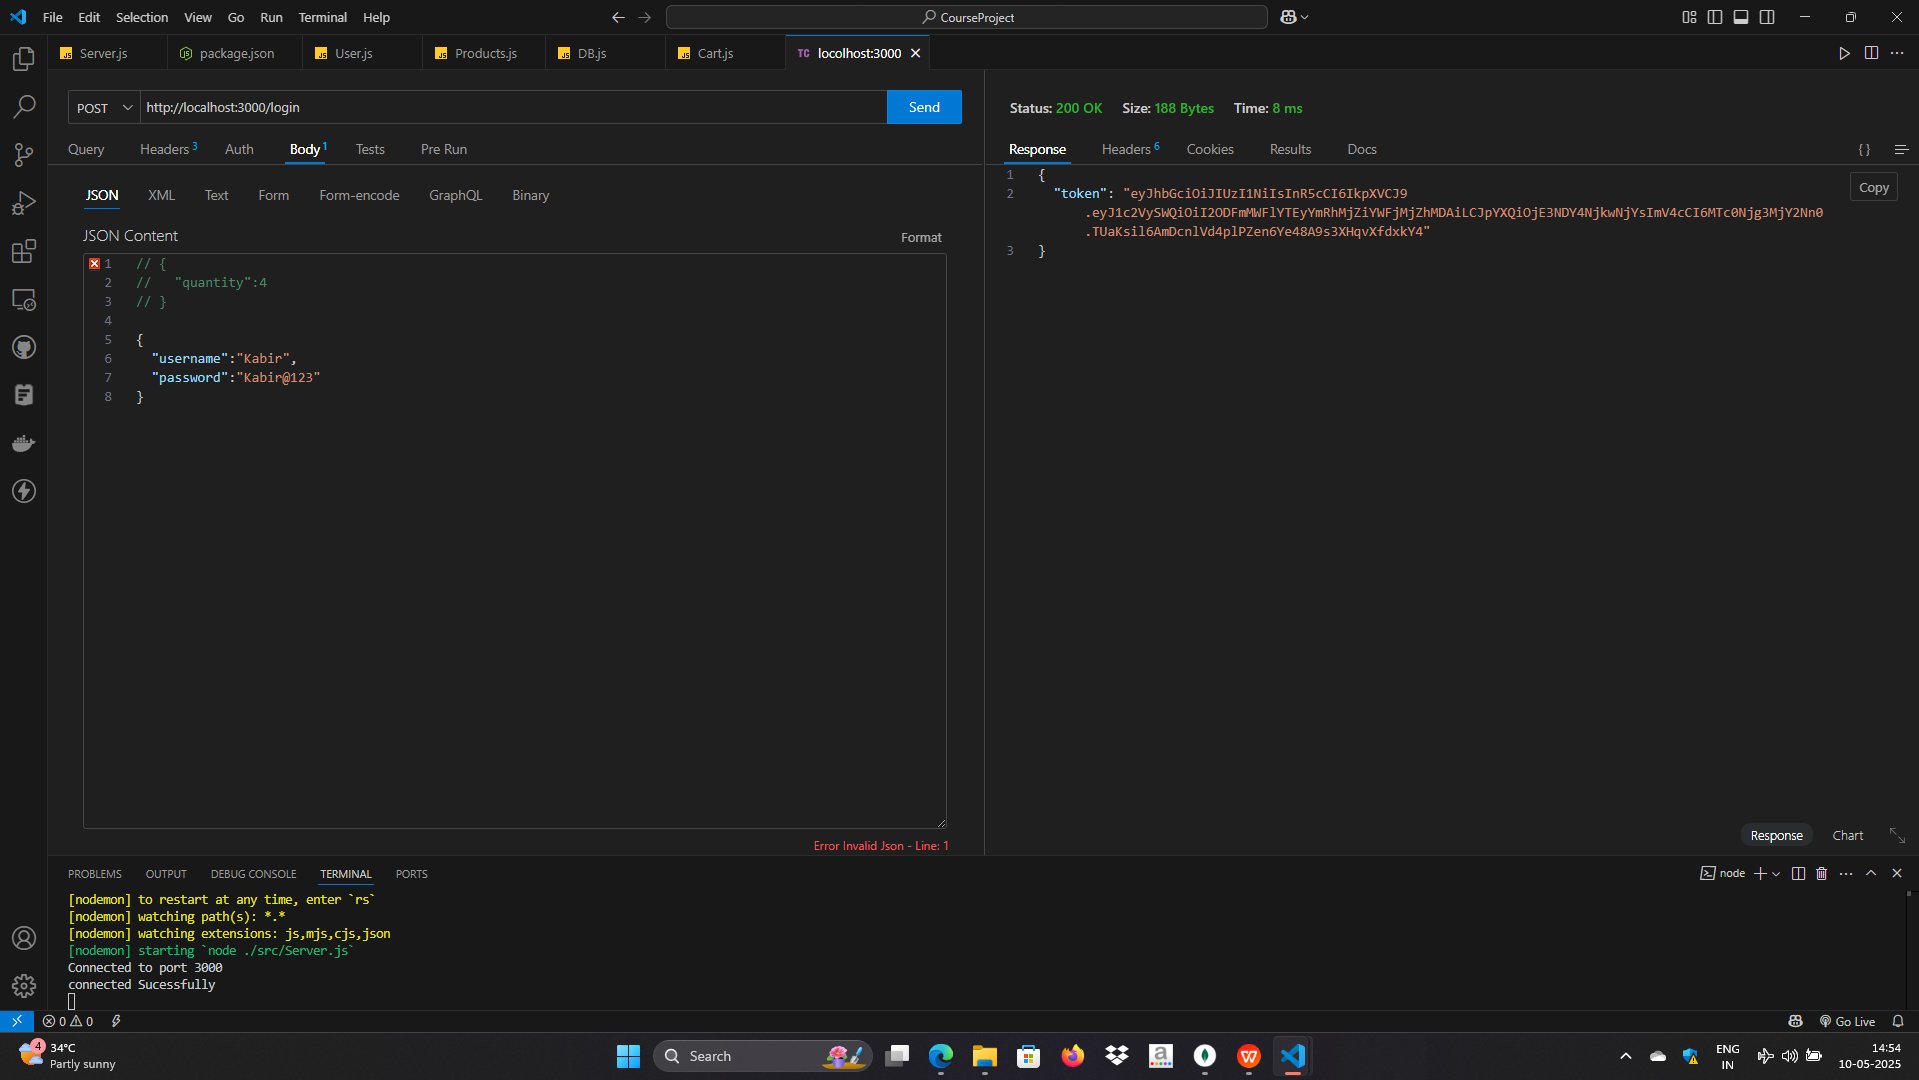 File Edit Selection View Go Run Terminal Help
CourseProject
Server.js package.json User.js Products.js DB.js Cart.js TC locolhost:3000
POST http://localhost:3000/login Send
Query Headers 3 Auth Body 1 Tests Pre Run
JSON XML Text Form Form-encode GraphQL Binary
JSON Content
Format
1 // {
2 //   "quantity":4
3 // }
4
5 {
6   "username":"Kabir",
7   "password":"Kabir@123"
8 }
Error Invalid Json - Line: 1
Status: 200 OK Size: 188 Bytes Time: 8 ms
Response Headers 6 Cookies Results Docs { }
Copy
1 {
2   "token": "eyJhbGciOiJIUzI1NiIsInR5cCI6IkpXVCJ9
.eyJ1c2VySWQiOiI2ODFmMWFlYTEyYmRhMjZiYWFjMjZhMDAiLCJpYXQiOjE3NDY4NjkwNjYsImV4cCI6MTc0Njg3MjY2Nn0
.TUaKsil6AmDcnlVd4plPZen6Ye48A9s3XHqvXfdxkY4"
3 }
Response Chart
PROBLEMS OUTPUT DEBUG CONSOLE TERMINAL PORTS
node
[nodemon] to restart at any time, enter `rs`
[nodemon] watching path(s): *.*
[nodemon] watching extensions: js,mjs,cjs,json
[nodemon] starting `node ./src/Server.js`
Connected to port 3000
connected Sucessfully
0 0
Go Live
4
34°C
Partly sunny
Search
ENG
IN
14:54
10-05-2025